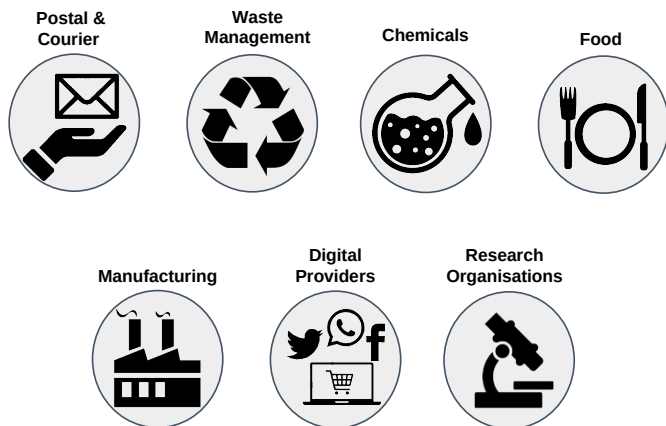 Postal &
Courier
Waste
Management
Chemicals
Food
Manufacturing
Digital
Providers
Research
Organisations